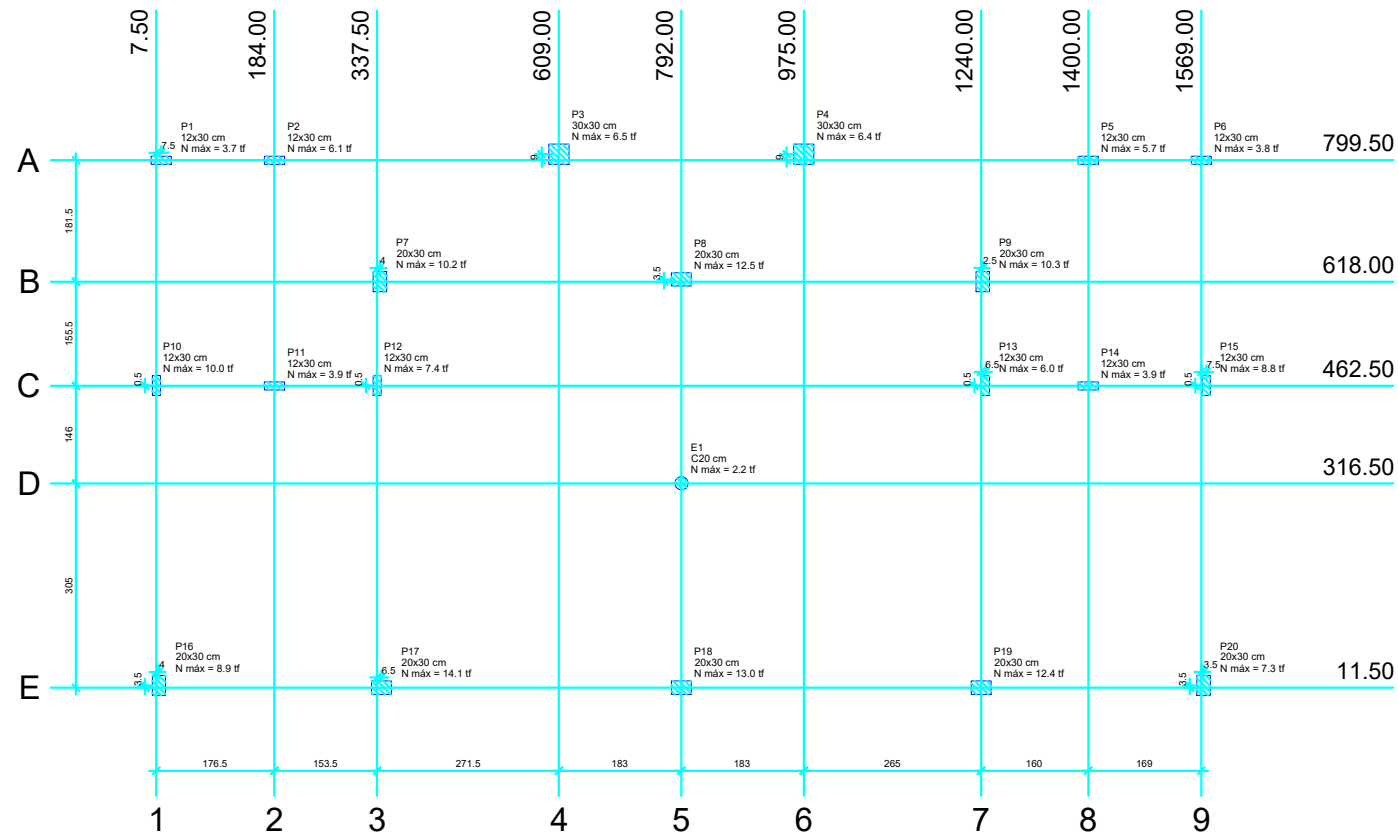 7.50
184.00
337.50
609.00
792.00
975.00
1240.00
1400.00
1569.00
P1
12x30 cm
N máx = 3.7 tf
7.5
P2
12x30 cm
N máx = 6.1 tf
P3
30x30 cm
N máx = 6.5 tf
9
P4
30x30 cm
N máx = 6.4 tf
9
P5
12x30 cm
N máx = 5.7 tf
P6
12x30 cm
N máx = 3.8 tf
A
799.50
181.5
P7
20x30 cm
N máx = 10.2 tf
4
P8
20x30 cm
N máx = 12.5 tf
3.5
P9
20x30 cm
N máx = 10.3 tf
2.5
B
618.00
155.5
P10
12x30 cm
N máx = 10.0 tf
0.5
P11
12x30 cm
N máx = 3.9 tf
P12
12x30 cm
N máx = 7.4 tf
0.5
P13
12x30 cm
N máx = 6.0 tf
6.5
0.5
P14
12x30 cm
N máx = 3.9 tf
P15
12x30 cm
N máx = 8.8 tf
7.5
0.5
C
462.50
146
E1
C20 cm
N máx = 2.2 tf
D
316.50
305
P16
20x30 cm
N máx = 8.9 tf
4
3.5
P17
20x30 cm
N máx = 14.1 tf
6.5
P18
20x30 cm
N máx = 13.0 tf
P19
20x30 cm
N máx = 12.4 tf
P20
20x30 cm
N máx = 7.3 tf
3.5
3.5
E
11.50
176.5
153.5
271.5
183
183
265
160
169
1
2
3
4
5
6
7
8
9